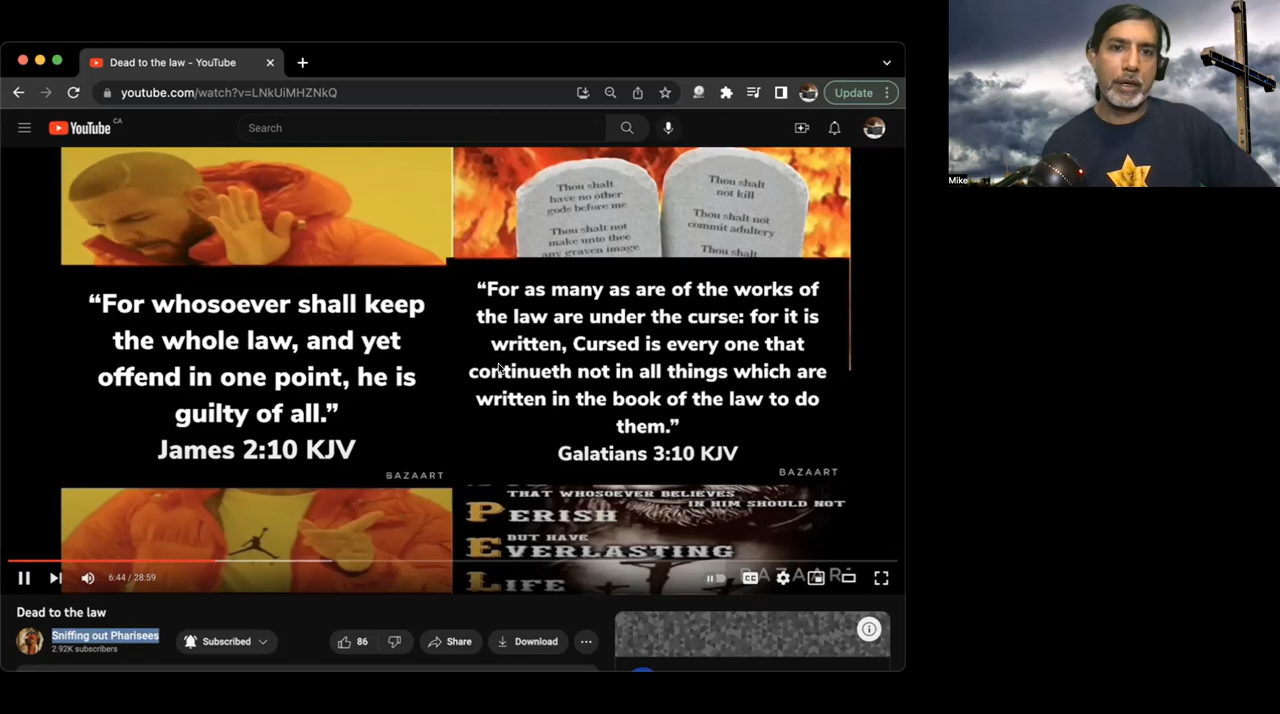 Dead to the law - YouTube
youtube.com/watch?v=LNkUiMHZNkQ
Update
YouTube CA
Search
Thou shalt
have no other
gods before me
Thou shalt not
make unto thee
any graven image
Thou shalt
not kill
Thou shalt not
commit adultery
Thou shalt
“For whosoever shall keep
the whole law, and yet
offend in one point, he is
guilty of all.”
James 2:10 KJV
BAZAART
“For as many as are of the works of
the law are under the curse: for it is
written, Cursed is every one that
continueth not in all things which are
written in the book of the law to do
them.”
Galatians 3:10 KJV
BAZAART
THAT WHOSOEVER BELIEVES
IN HIM SHOULD NOT
PERISH
BUT HAVE
EVERLASTING
LIFE
BAZAART
6:44 / 28:59
CC
Dead to the law
Sniffing out Pharisees
2.92K subscribers
Subscribed
86
Share
Download
Mike